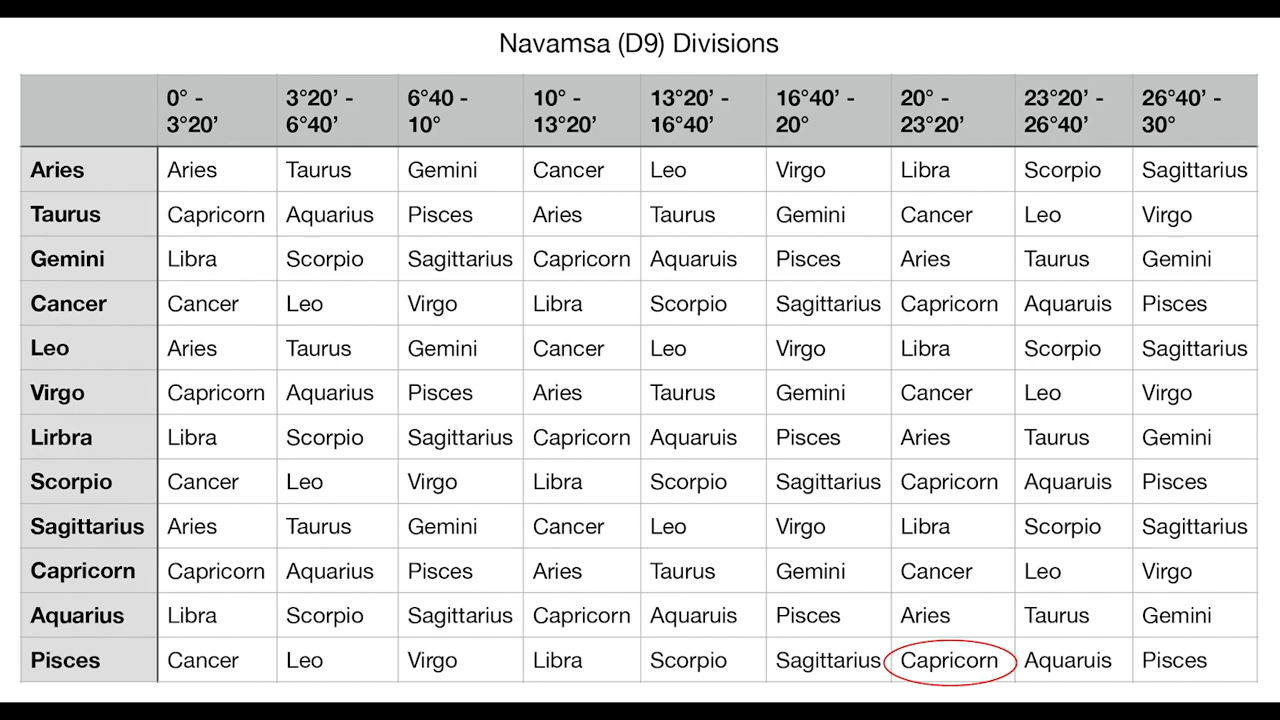 Navamsa (D9) Divisions
0° - 3°20’ 3°20’ - 6°40’ 6°40 - 10° 10° - 13°20’ 13°20’ - 16°40’ 16°40’ - 20° 20° - 23°20’ 23°20’ - 26°40’ 26°40’ - 30°
Aries Aries Taurus Gemini Cancer Leo Virgo Libra Scorpio Sagittarius
Taurus Capricorn Aquarius Pisces Aries Taurus Gemini Cancer Leo Virgo
Gemini Libra Scorpio Sagittarius Capricorn Aquaruis Pisces Aries Taurus Gemini
Cancer Cancer Leo Virgo Libra Scorpio Sagittarius Capricorn Aquaruis Pisces
Leo Aries Taurus Gemini Cancer Leo Virgo Libra Scorpio Sagittarius
Virgo Capricorn Aquarius Pisces Aries Taurus Gemini Cancer Leo Virgo
Lirbra Libra Scorpio Sagittarius Capricorn Aquaruis Pisces Aries Taurus Gemini
Scorpio Cancer Leo Virgo Libra Scorpio Sagittarius Capricorn Aquaruis Pisces
Sagittarius Aries Taurus Gemini Cancer Leo Virgo Libra Scorpio Sagittarius
Capricorn Capricorn Aquarius Pisces Aries Taurus Gemini Cancer Leo Virgo
Aquarius Libra Scorpio Sagittarius Capricorn Aquaruis Pisces Aries Taurus Gemini
Pisces Cancer Leo Virgo Libra Scorpio Sagittarius Capricorn Aquaruis Pisces